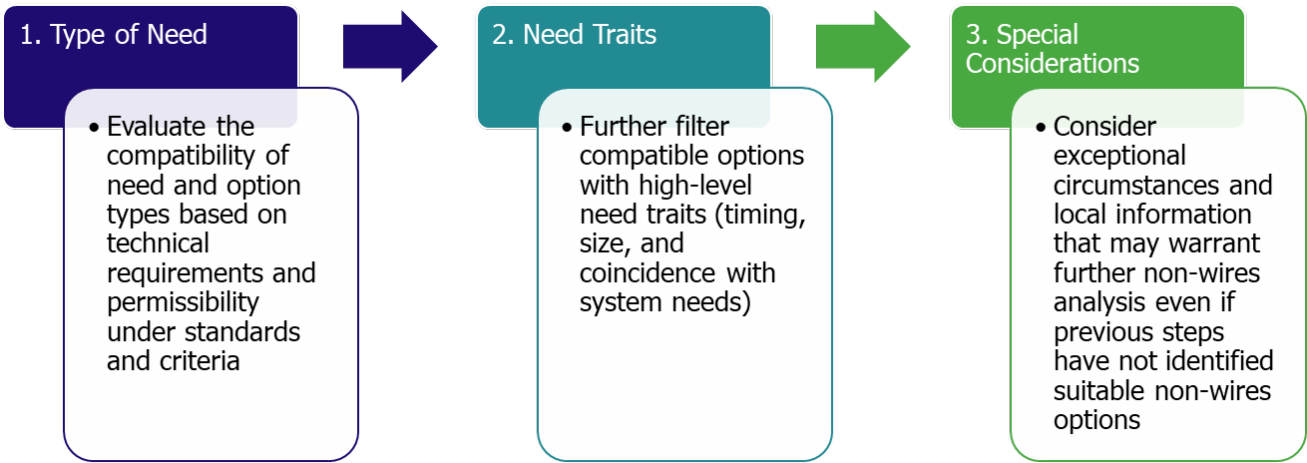 1. Type of Need
• Evaluate the
compatibility of
need and option
types based on
technical
requirements and
permissibility
under standards
and criteria
2. Need Traits
• Further filter
compatible options
with high-level
need traits (timing,
size, and
coincidence with
system needs)
3. Special
Considerations
• Consider
exceptional
circumstances and
local information
that may warrant
further non-wires
analysis even if
previous steps
have not identified
suitable non-wires
options